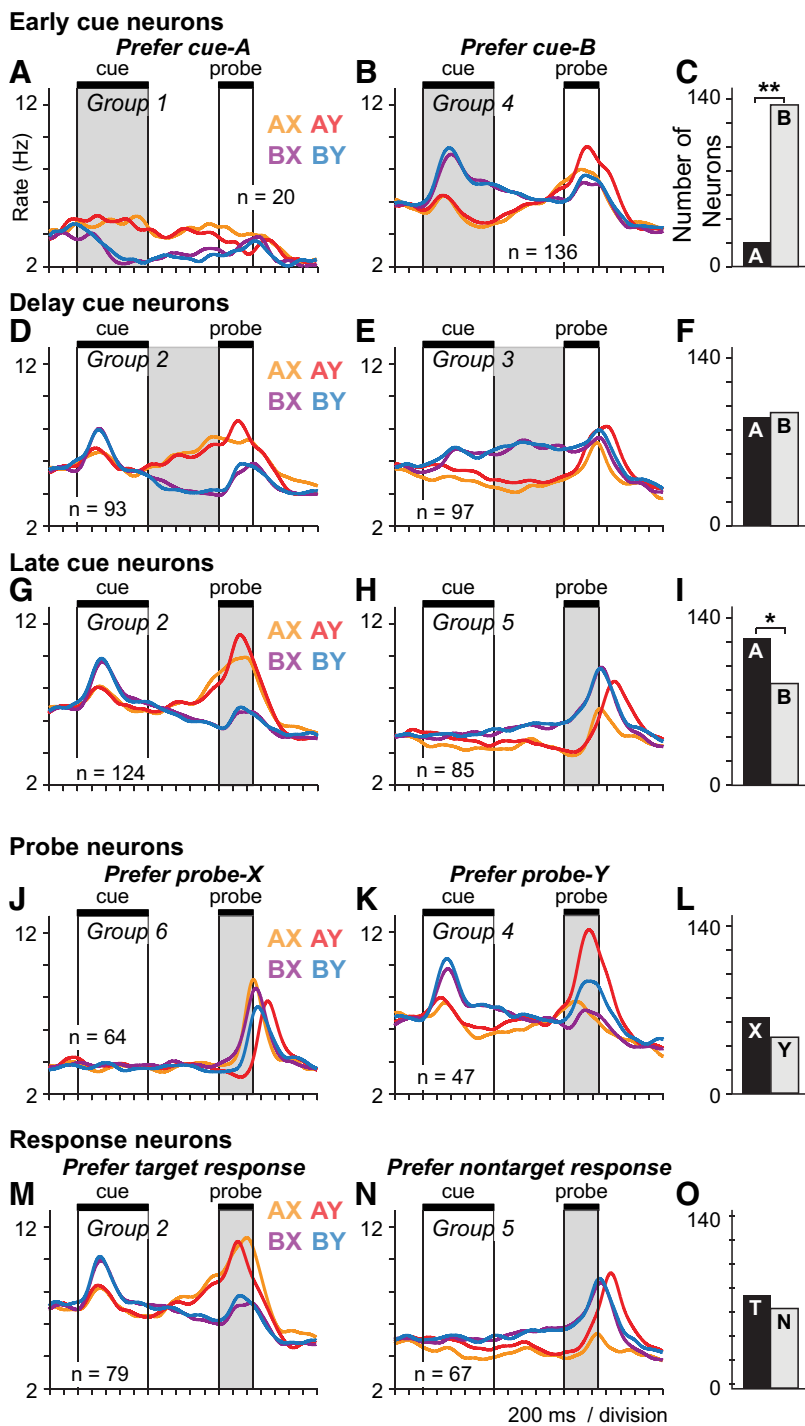 Early cue neurons
Prefer cue-A
Prefer cue-B
A
cue
probe
B
cue
probe
C
12
Group 1
AX AY
BX BY
Rate (Hz)
n = 20
2
12
Group 4
n = 136
2
Number of
Neurons
140
**
B
A
0
Delay cue neurons
D
cue
probe
E
cue
probe
F
12
Group 2
AX AY
BX BY
n = 93
2
12
Group 3
n = 97
2
140
A
B
0
Late cue neurons
G
cue
probe
H
cue
probe
I
12
Group 2
AX AY
BX BY
n = 124
2
12
Group 5
n = 85
2
140
*
A
B
0
Probe neurons
Prefer probe-X
Prefer probe-Y
J
cue
probe
K
cue
probe
L
12
Group 6
AX AY
BX BY
n = 64
2
12
Group 4
n = 47
2
140
X
Y
0
Response neurons
Prefer target response
Prefer nontarget response
M
cue
probe
N
cue
probe
O
12
Group 2
AX AY
BX BY
n = 79
2
12
Group 5
n = 67
2
140
T
N
0
200 ms / division